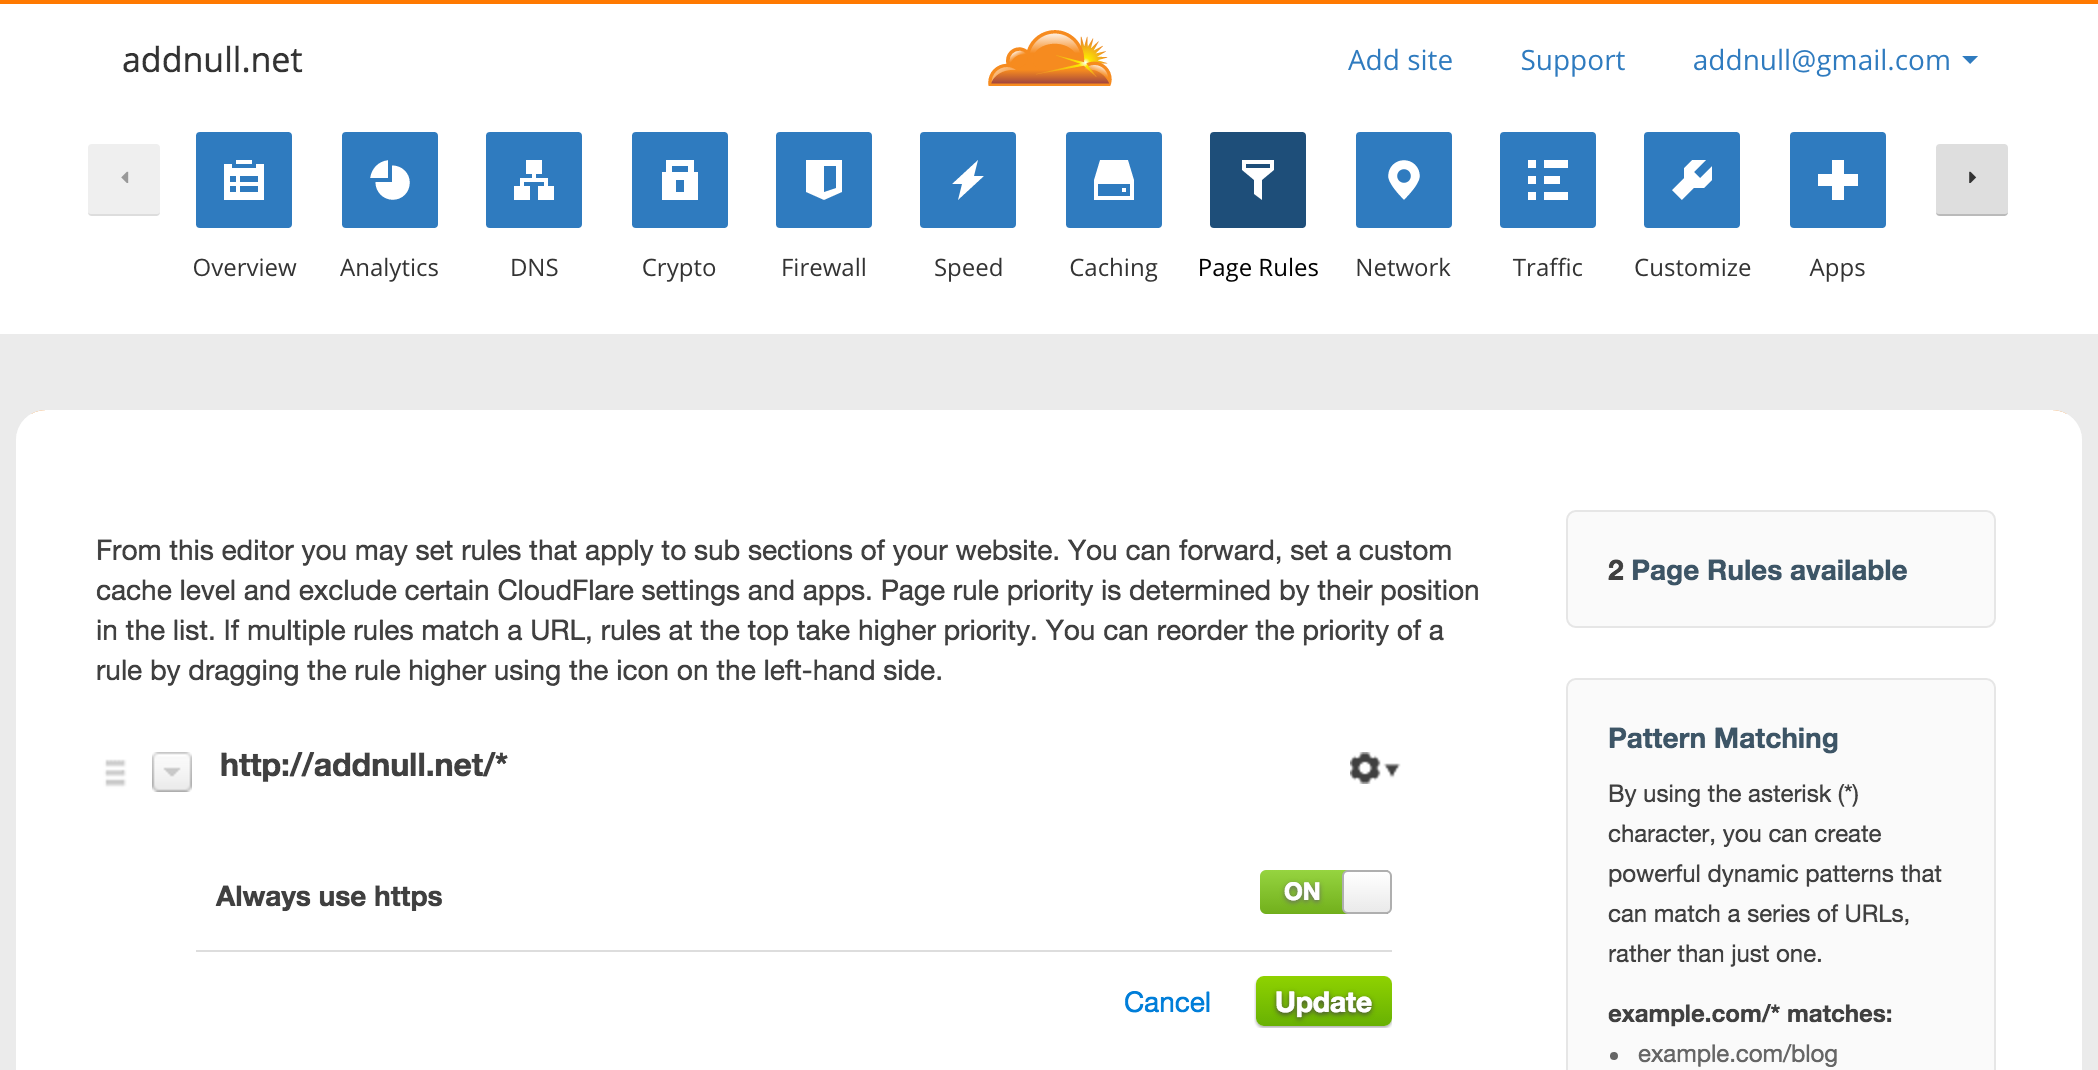 addnull.net
Add site
Support
addnull@gmail.com
Overview
Analytics
DNS
Crypto
Firewall
Speed
Caching
Page Rules
Network
Traffic
Customize
Apps
From this editor you may set rules that apply to sub sections of your website. You can forward, set a custom
cache level and exclude certain CloudFlare settings and apps. Page rule priority is determined by their position
in the list. If multiple rules match a URL, rules at the top take higher priority. You can reorder the priority of a
rule by dragging the rule higher using the icon on the left-hand side.
http://addnull.net/*
Always use https
ON
Cancel
Update
2 Page Rules available
Pattern Matching
By using the asterisk (*)
character, you can create
powerful dynamic patterns that
can match a series of URLs,
rather than just one.
example.com/* matches:
• example.com/blog